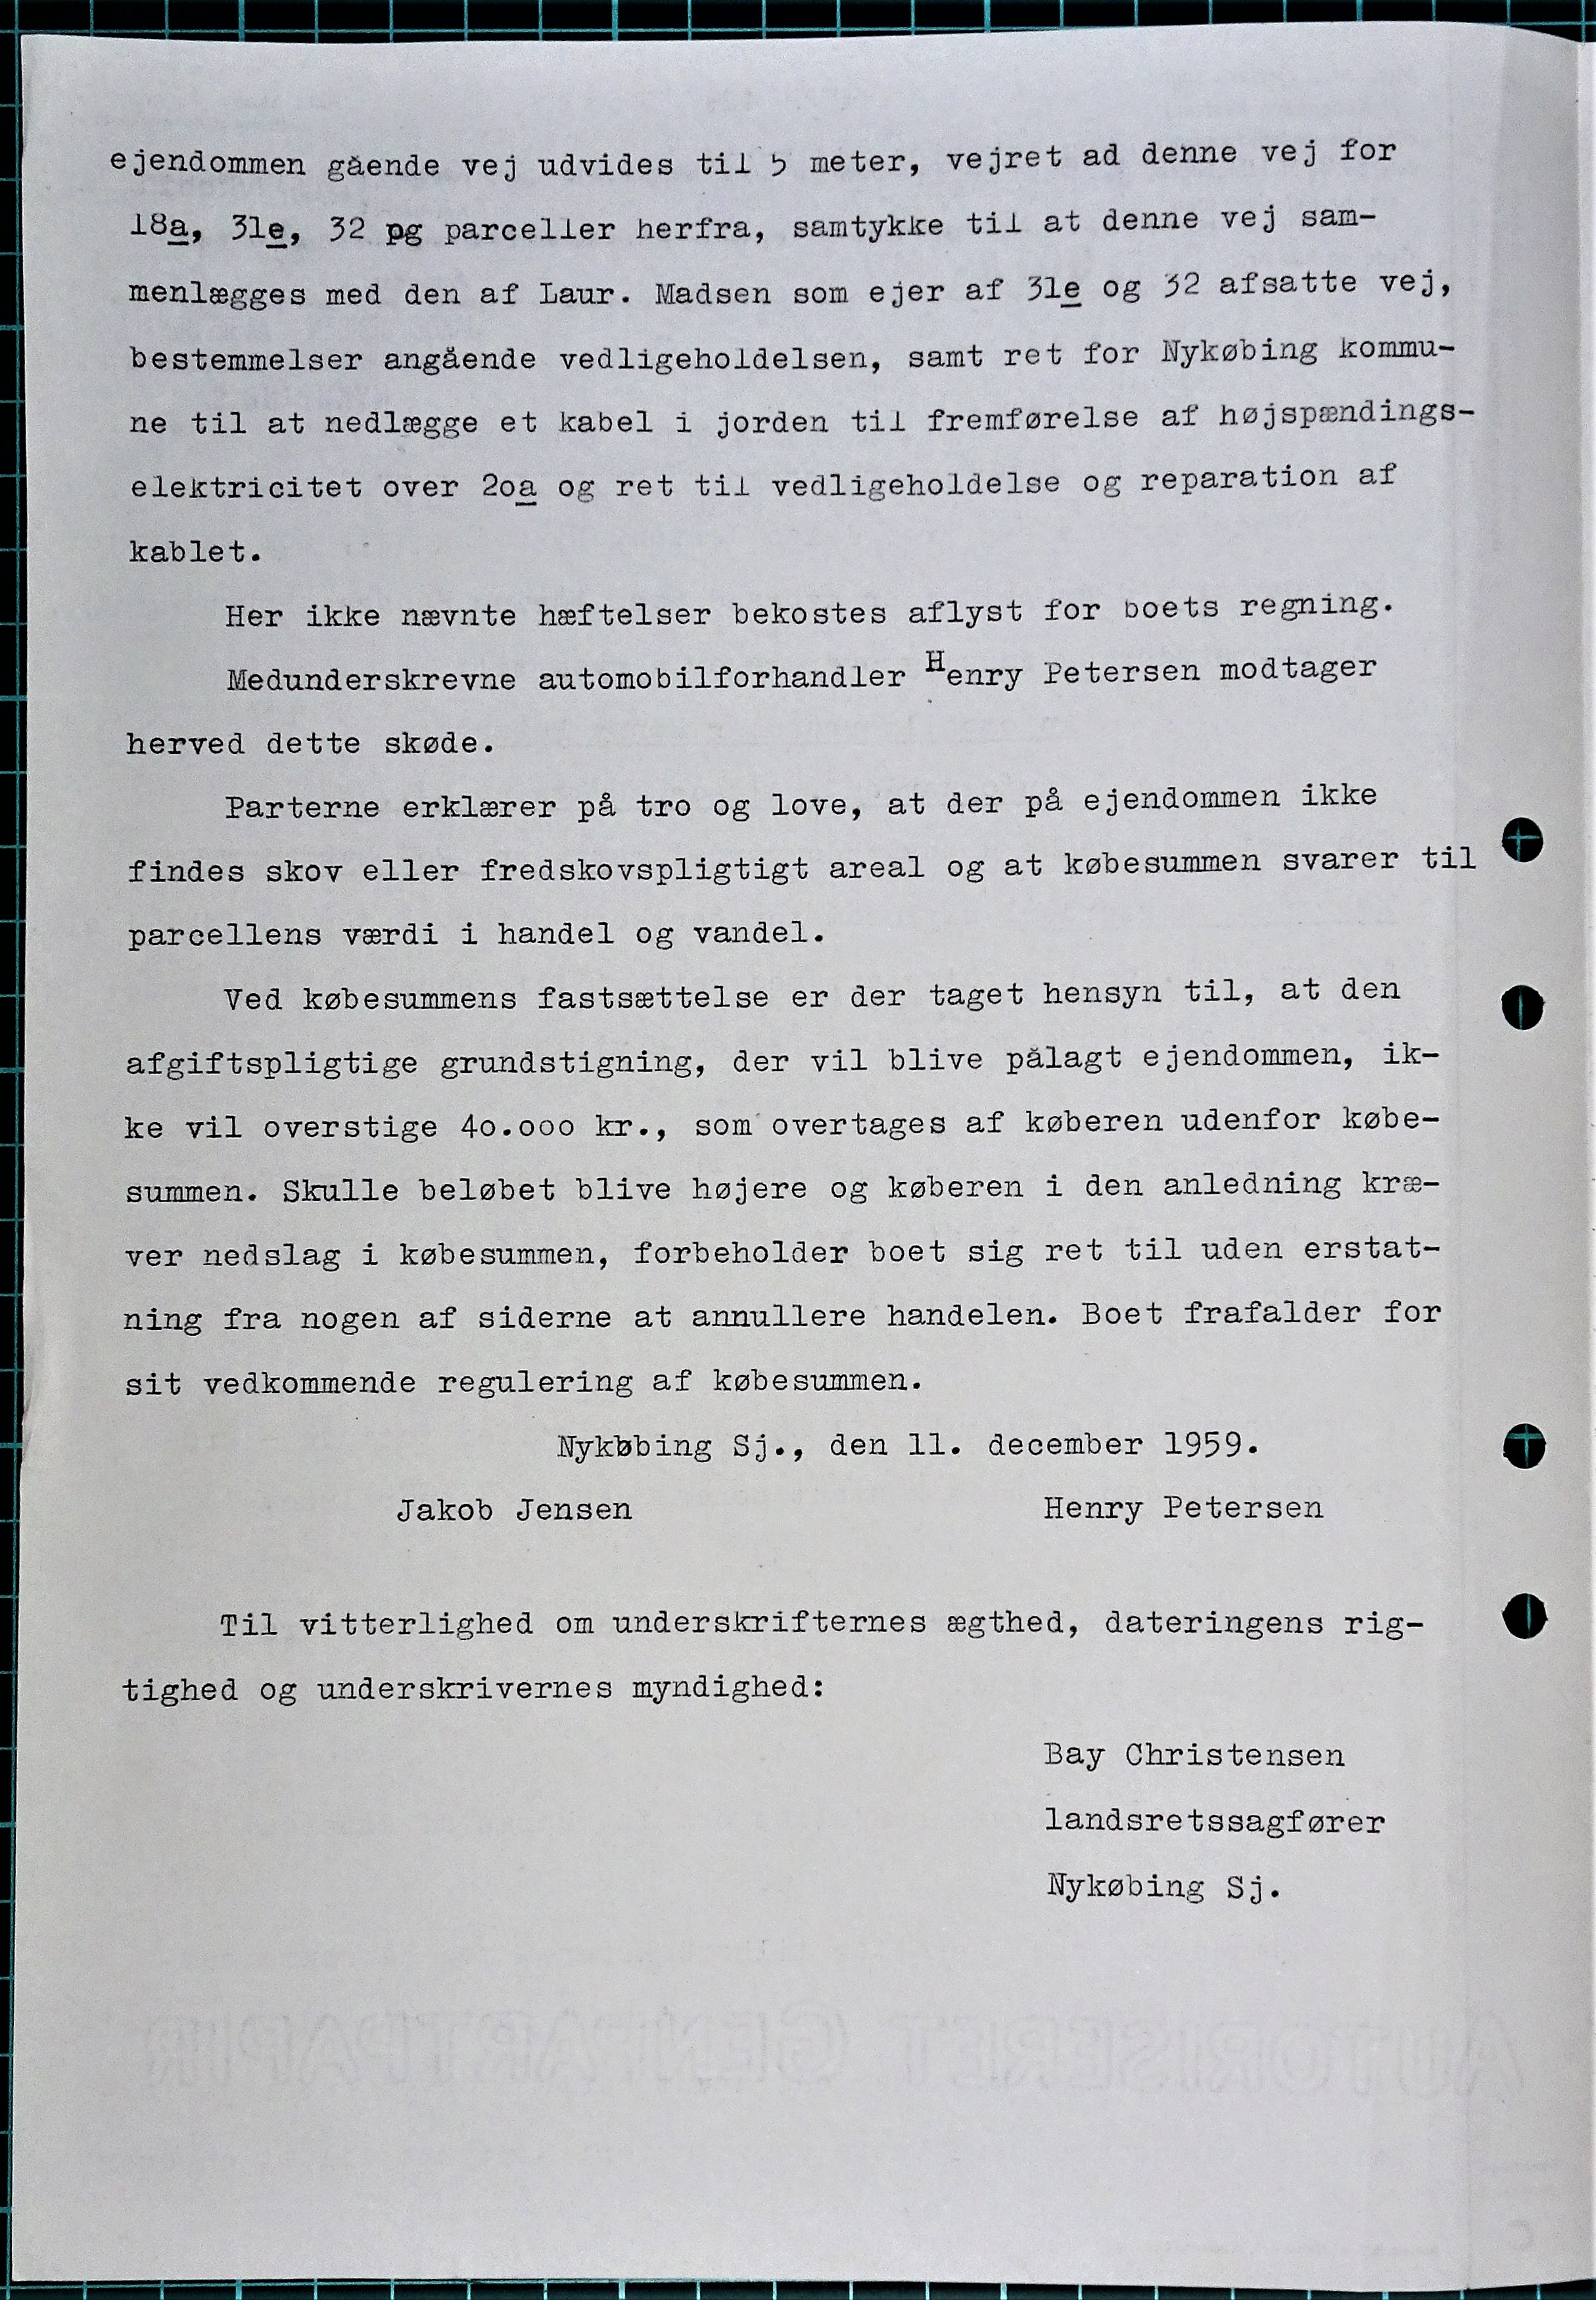 ejendommen gående vej udvides til 5 meter, vejret ad denne vej for
18a, 31e, 32 og parceller herfra, samtykke til at denne vej sam-
menlægges med den af Laur. Madsen som ejer af 31e og 32 afsatte vej,
bestemmelser angående vedligeholdelsen, samt ret for Nykøbing kommu-
ne til at nedlægge et kabel i jorden til fremførelse af højspændings-
elektricitet over 2oa og ret til vedligeholdelse og reparation af
kablet.
Her ikke nævnte hæftelser bekostes aflyst for boets regning.
Medunderskrevne automobilforhandler Henry Petersen modtager
herved dette skøde.
Parterne erklærer på tro og love, at der på ejendommen ikke
findes skov eller fredskovspligtigt areal og at købesummen svarer til
parcellens værdi i handel og vandel.
Ved købesummens fastsættelse er der taget hensyn til, at den
afgiftspligtige grundstigning, der vil blive pålagt ejendommen, ik-
ke vil overstige 4o.ooo kr., som overtages af køberen udenfor købe-
summen. Skulle beløbet blive højere og køberen i den anledning kræ-
ver nedslag i købesummen, forbeholder boet sig ret til uden erstat-
ning fra nogen af siderne at annullere handelen. Boet frafalder for
sit vedkommende regulering af købesummen.
Nykøbing Sj., den 11. december 1959.
Jakob Jensen Henry Petersen
Til vitterlighed om underskrifternes ægthed, dateringens rig-
tighed og underskrivernes myndighed:
Bay Christensen
landsretssagfører
Nykøbing Sj.
AUTORISERET GENPARTPAPIR